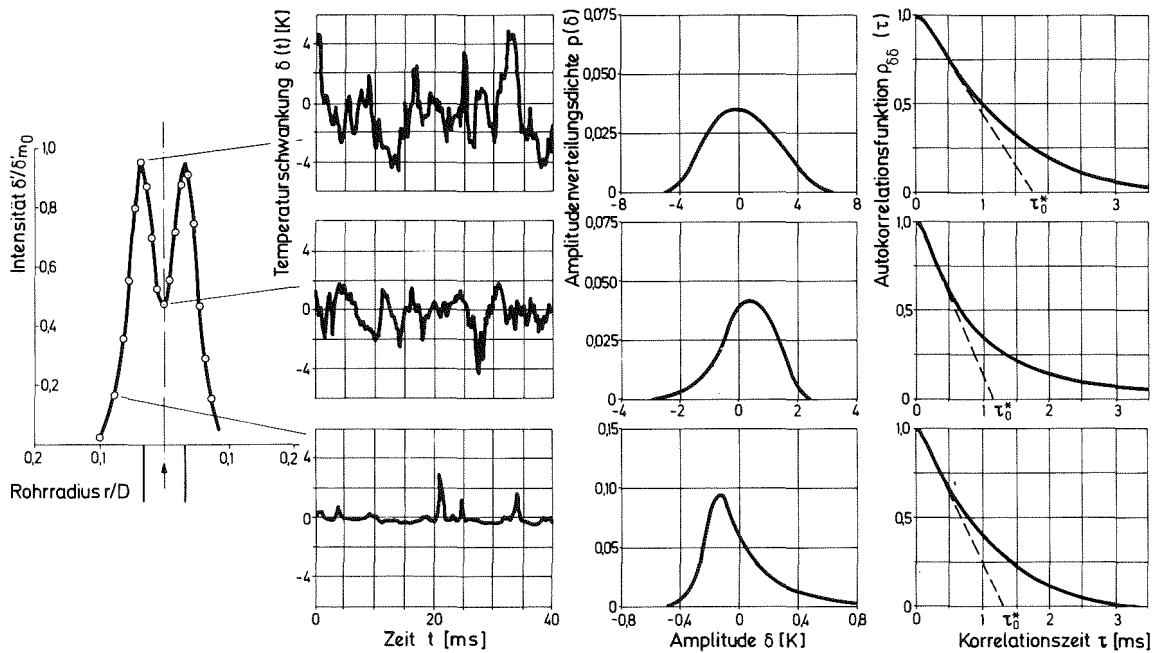 Intensität δ'/δ'm₀
1,0
0,8
0,6
0,4
0,2
0,2 0,1 0,1 0,2
Rohrradius r/D
Temperaturschwankung δ(t) [K]
4
0
-4
4
0
-4
4
0
-4
0 20 40
Zeit t [ms]
Amplitudenverteilungsdichte p(δ)
0,075
0,050
0,025
0
-8 -4 0 4 8
0,075
0,050
0,025
0
-4 -2 0 2 4
0,15
0,10
0,05
0
-0,8 -0,4 0 0,4 0,8
Amplitude δ [K]
Autokorrelationsfunktion ρδδ (τ)
1,0
0,5
0
0 1 τ₀* 3
1,0
0,5
0
0 1 τ₀* 2 3
1,0
0,5
0
0 1 τ₀* 2 3
Korrelationszeit τ [ms]